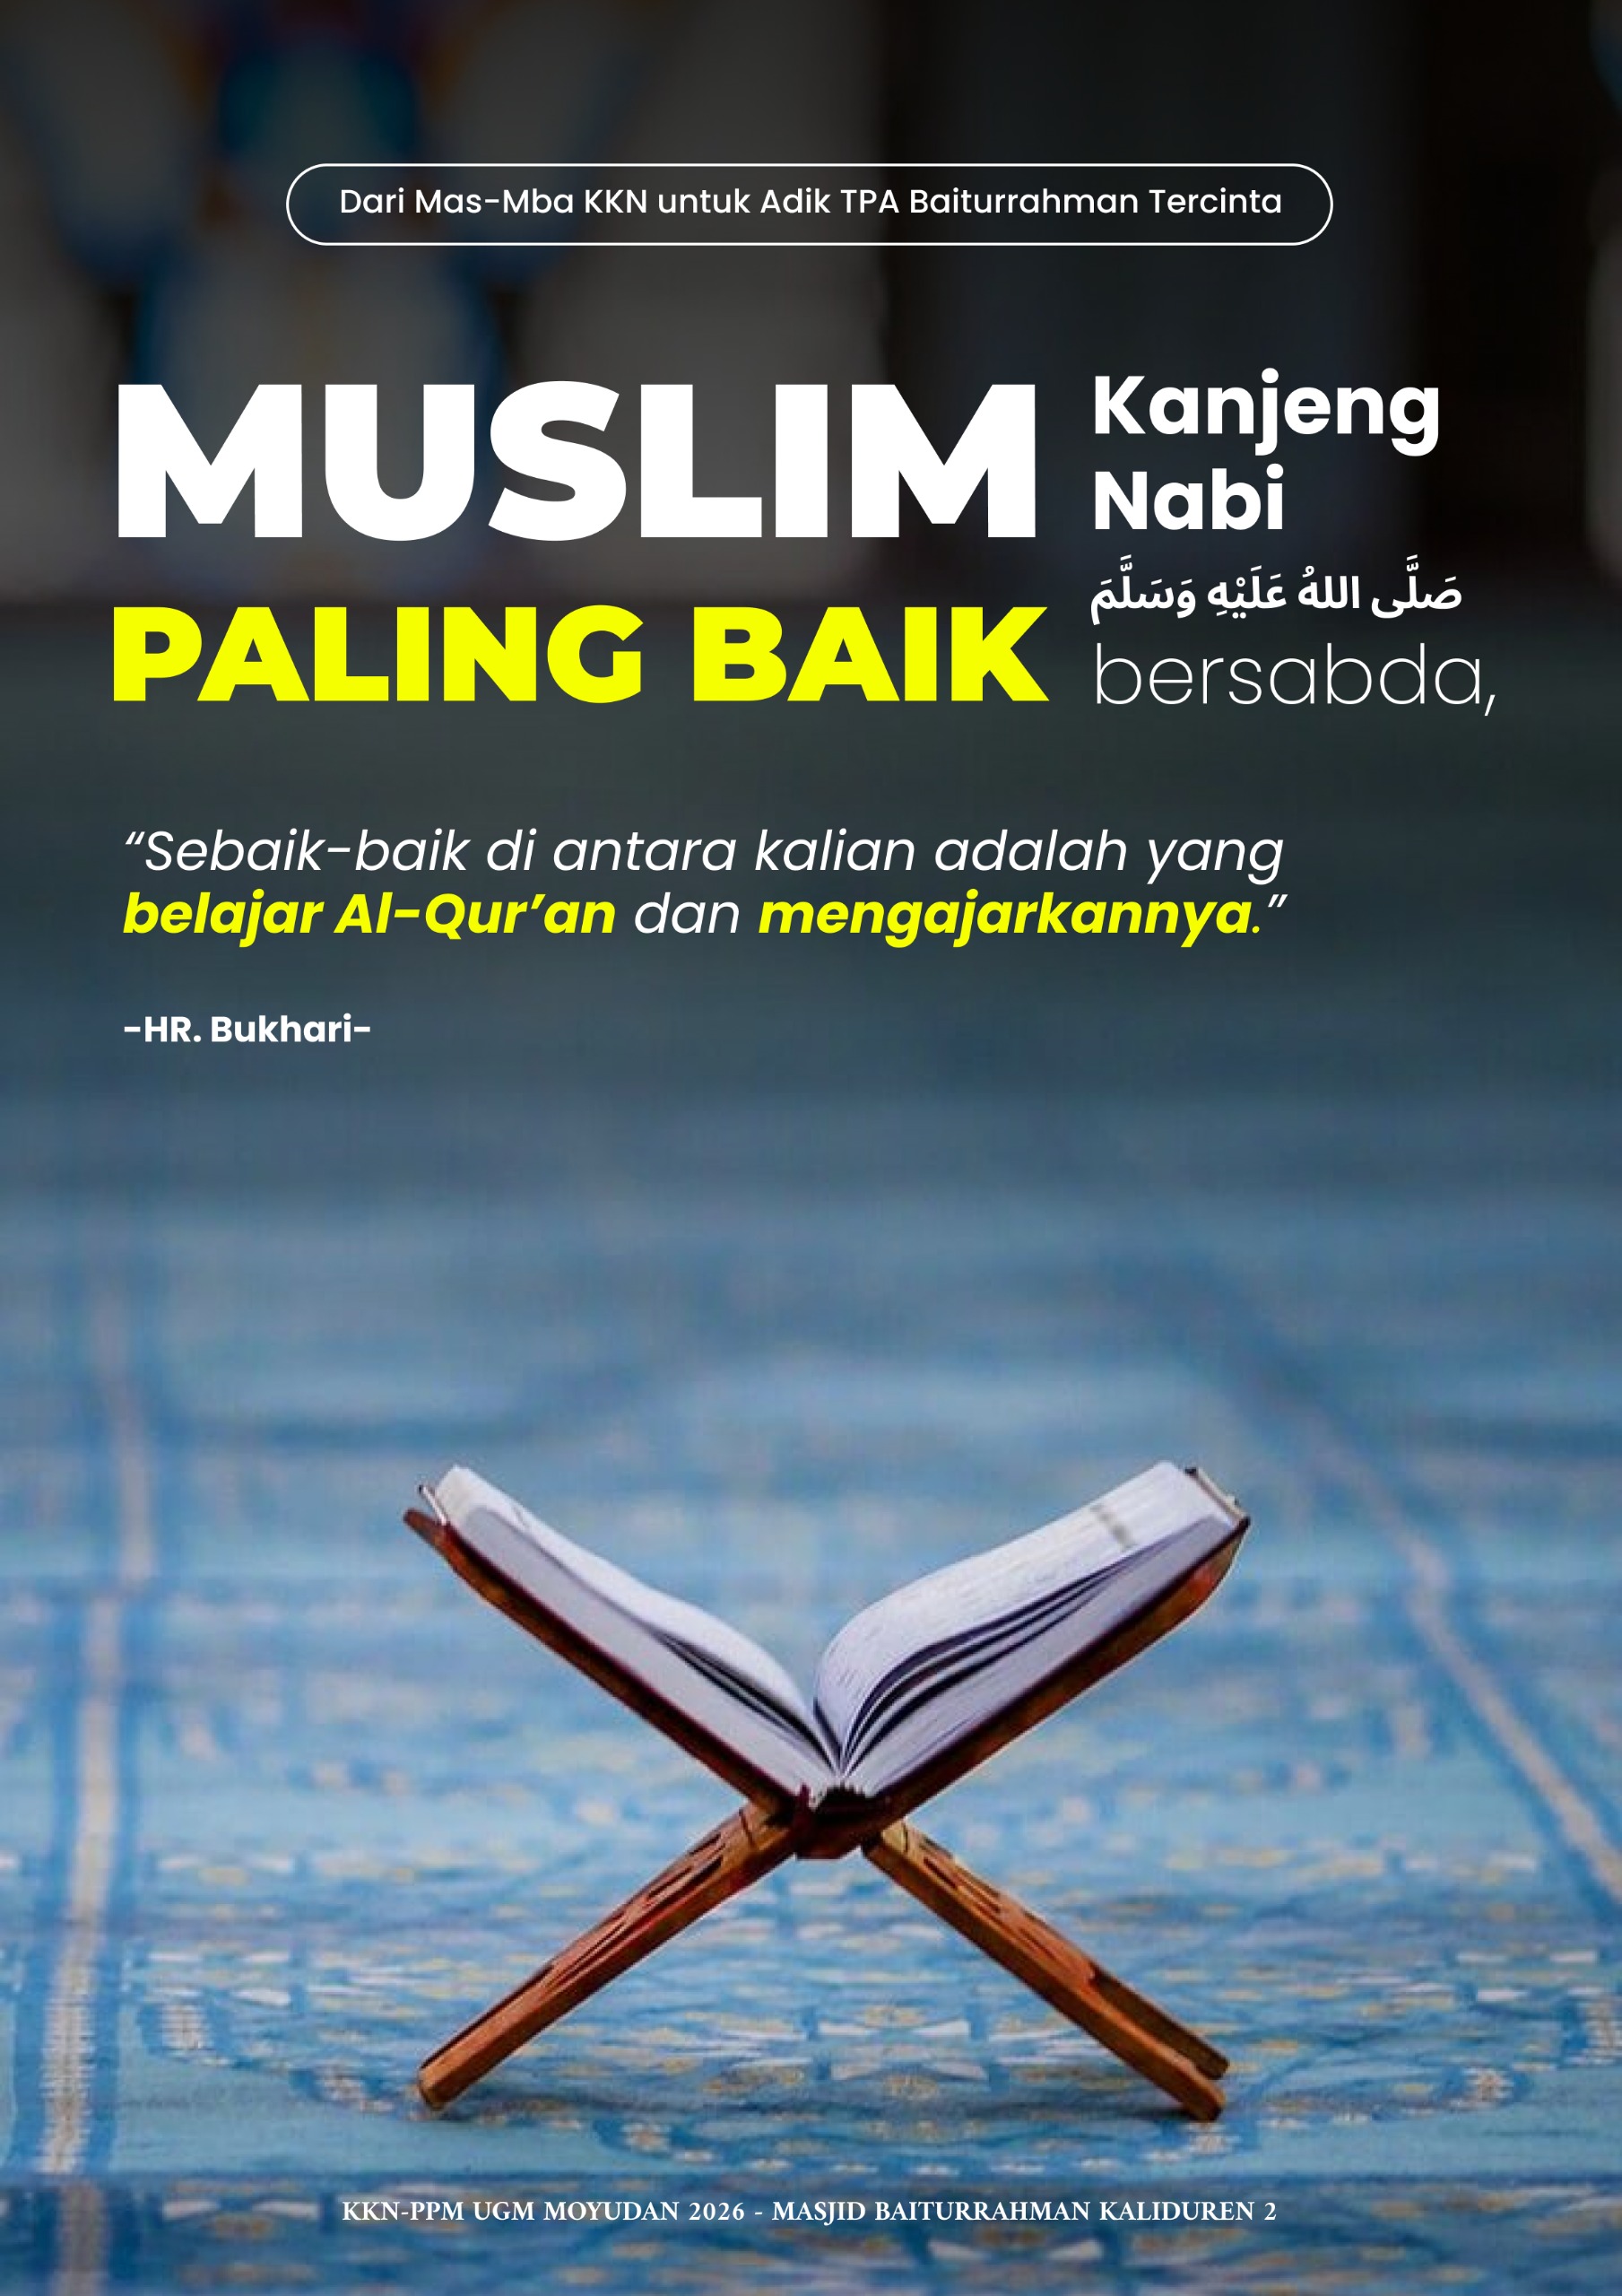 Dari Mas-Mba KKN untuk Adik TPA Baiturrahman Tercinta
MUSLIM
PALING BAIK
Kanjeng
Nabi
صَلَّى اللهُ عَلَيْهِ وَسَلَّمَ
bersabda,
“Sebaik-baik di antara kalian adalah yang
belajar Al-Qur’an dan mengajarkannya.”
-HR. Bukhari-
KKN-PPM UGM MOYUDAN 2026 - MASJID BAITURRAHMAN KALIDUREN 2